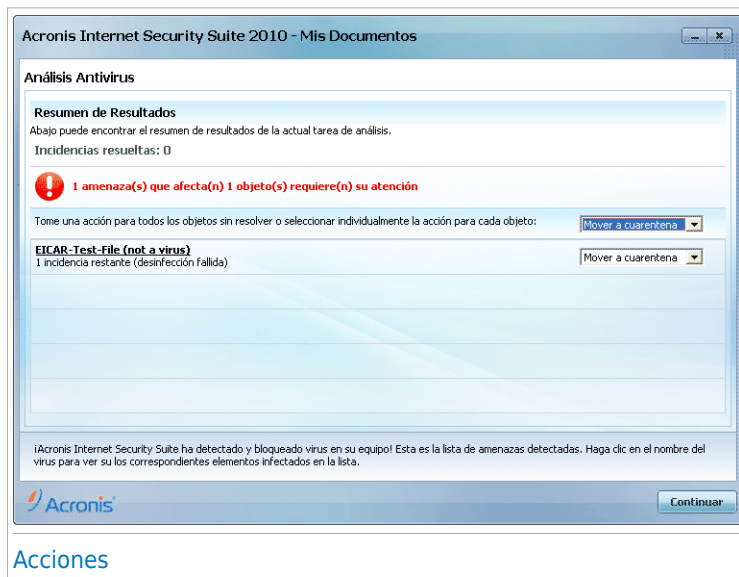 Acronis Internet Security Suite 2010 - Mis Documentos
Análisis Antivirus
Resumen de Resultados
Abajo puede encontrar el resumen de resultados de la actual tarea de análisis.
Incidencias resueltas: 0
1 amenaza(s) que afecta(n) 1 objeto(s) requiere(n) su atención
Tome una acción para todos los objetos sin resolver o seleccionar individualmente la acción para cada objeto: Mover a cuarentena
EICAR-Test-File (not a virus)
1 incidencia restante (desinfección fallida) Mover a cuarentena
¡Acronis Internet Security Suite ha detectado y bloqueado virus en su equipo! Esta es la lista de amenazas detectadas. Haga clic en el nombre del
virus para ver su los correspondientes elementos infectados en la lista.
Acronis Continuar
Acciones